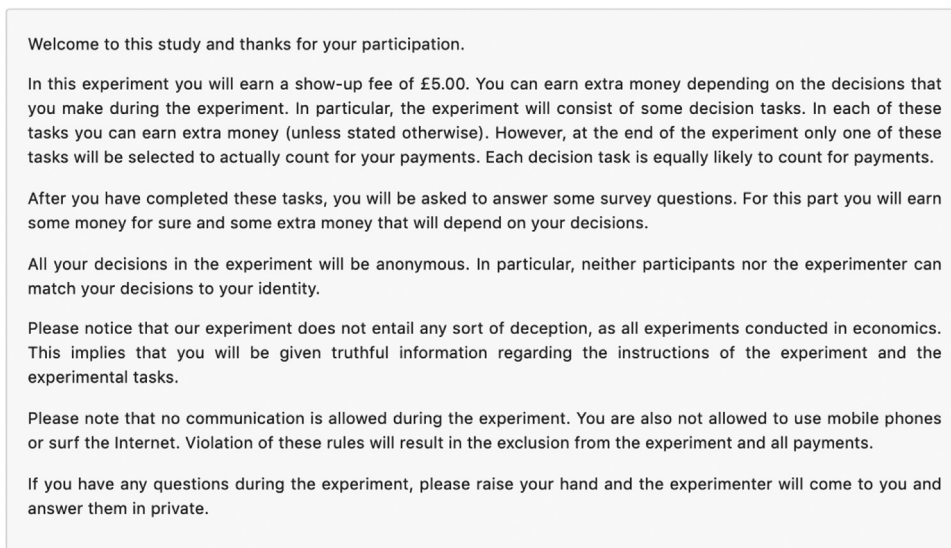 Welcome to this study and thanks for your participation.
In this experiment you will earn a show-up fee of £5.00. You can earn extra money depending on the decisions that
you make during the experiment. In particular, the experiment will consist of some decision tasks. In each of these
tasks you can earn extra money (unless stated otherwise). However, at the end of the experiment only one of these
tasks will be selected to actually count for your payments. Each decision task is equally likely to count for payments.
After you have completed these tasks, you will be asked to answer some survey questions. For this part you will earn
some money for sure and some extra money that will depend on your decisions.
All your decisions in the experiment will be anonymous. In particular, neither participants nor the experimenter can
match your decisions to your identity.
Please notice that our experiment does not entail any sort of deception, as all experiments conducted in economics.
This implies that you will be given truthful information regarding the instructions of the experiment and the
experimental tasks.
Please note that no communication is allowed during the experiment. You are also not allowed to use mobile phones
or surf the Internet. Violation of these rules will result in the exclusion from the experiment and all payments.
If you have any questions during the experiment, please raise your hand and the experimenter will come to you and
answer them in private.